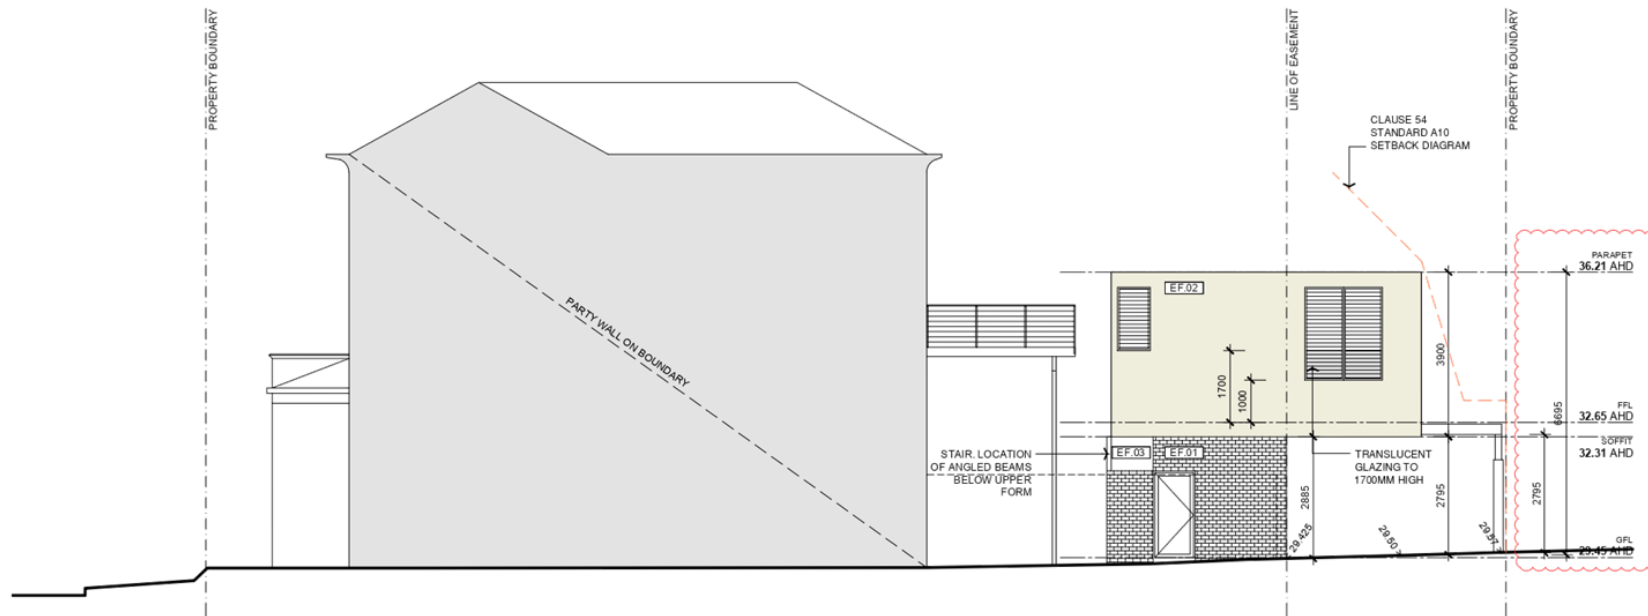 PROPERTY BOUNDARY
LINE OF EASEMENT
PROPERTY BOUNDARY
CLAUSE 54
STANDARD A10
SETBACK DIAGRAM
PARAPET
36.21 AHD
EF.02
PARTY WALL ON BOUNDARY
3900
1700
1000
6695
FFL
32.65 AHD
SOFFIT
32.31 AHD
STAIR. LOCATION
OF ANGLED BEAMS
BELOW UPPER
FORM
EF.03
EF.01
TRANSLUCENT
GLAZING TO
1700MM HIGH
2885
2795
2795
29.425
29.50
29.57
GFL
29.45 AHD